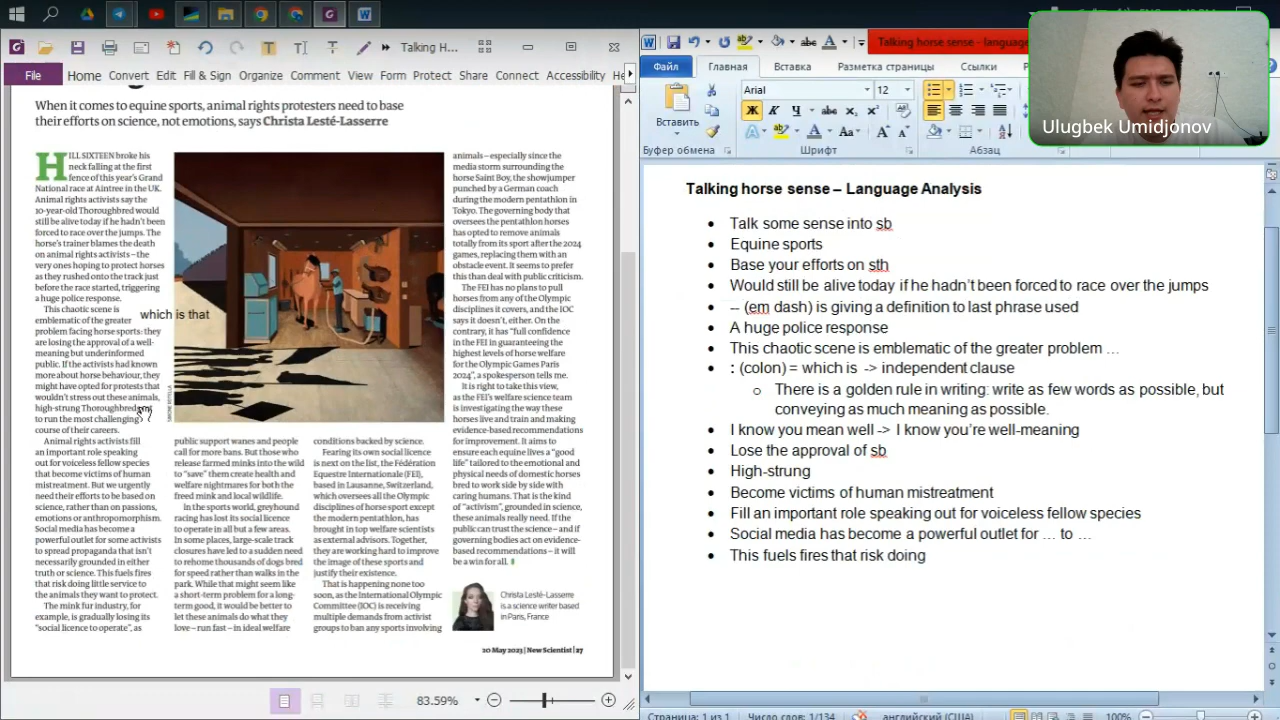 Talking H...
Talking horse sense - language
File
Home Convert Edit Fill & Sign Organize Comment View Form Protect Share Connect Accessibility
Файл Главная Вставка Разметка страницы Ссылки
Arial 12
Вставить
Буфер обмена Шрифт Абзац
Ulugbek Umidjonov
When it comes to equine sports, animal rights protesters need to base
their efforts on science, not emotions, says Christa Lesté-Lasserre
HILL SIXTEEN broke his
neck falling at the first
fence of this year's Grand
National race at Aintree in the UK.
Animal rights activists say the
10-year-old Thoroughbred would
still be alive today if he hadn't been
forced to race over the jumps. The
horse's trainer blames the death
on animal rights activists – the
very ones hoping to protect horses
as they rushed onto the track just
before the race started, triggering
a huge police response.
This chaotic scene is
emblematic of the greater
which is that
problem facing horse sports: they
are losing the approval of a well-
meaning but underinformed
public. If the activists had known
more about horse behaviour, they
might have opted for protests that
wouldn't stress out these animals,
high-strung Thoroughbreds
to run the most challenging
course of their careers.
Animal rights activists fill
an important role speaking
out for voiceless fellow species
that become victims of human
mistreatment. But we urgently
need their efforts to be based on
science, rather than on passion,
emotions or anthropomorphism.
Social media has become a
powerful outlet for some activists
to spread propaganda that isn't
necessarily grounded in either
truth or science. This fuels fires
that risk doing little service to
the animals they want to protect.
The mink fur industry, for
example, is gradually losing its
"social licence to operate", as
public support wanes and people
call for more bans. But those who
release farmed minks into the wild
to "save" them create health and
welfare nightmares for both the
freed mink and local wildlife.
In the sports world, greyhound
racing has lost its social licence
to operate in all but a few areas.
In some places, large-scale track
closures have led to a sudden need
to rehome thousands of dogs bred
for speed rather than walks in the
park. While that might seem like
a short-term problem for a long-
term good, it would be better to
let these animals do what they
love – run fast – in ideal welfare
conditions backed by science.
Fearing its own social licence
is next on the list, the Fédération
Equestre Internationale (FEI),
based in Lausanne, Switzerland,
which oversees all the Olympic
disciplines of horse sport except
the modern pentathlon, has
brought in top welfare scientists
as external advisors. Together,
they are working hard to improve
the image of these sports and
justify their existence.
That is happening none too
soon, as the International Olympic
Committee (IOC) is receiving
multiple demands from activist
groups to ban any sports involving
animals – especially since the
media storm surrounding the
horse Saint Boy, the showjumper
punched by a German coach
during the modern pentathlon in
Tokyo. The governing body that
oversees the pentathlon horses
has opted to remove animals
totally from its sport after the 2024
games, replacing them with an
obstacle event. It seems to prefer
this than deal with public criticism.
The FEI has no plans to pull
horses from any of the Olympic
disciplines it covers, and the IOC
says it doesn't, either. On the
contrary, it has "full confidence
in the FEI in guaranteeing the
highest levels of horse welfare
for the Olympic Games Paris
2024", a spokesperson tells me.
It is right to take this view,
as the FEI's welfare science team
is investigating the way these
horses live and train and making
evidence-based recommendations
for improvement. It aims to
ensure each equine lives a "good
life" tailored to the emotional and
physical needs of domestic horses
bred to work side by side with
caring humans. That is the kind
of "activism", grounded in science,
these animals really need. If the
public can trust the science – and if
governing bodies act on evidence-
based recommendations – it will
be a win for all.
Christa Lesté-Lasserre
is a science writer based
in Paris, France
20 May 2023 | New Scientist | 27
83.59%
Talking horse sense – Language Analysis
• Talk some sense into sb
• Equine sports
• Base your efforts on sth
• Would still be alive today if he hadn't been forced to race over the jumps
• -- (em dash) is giving a definition to last phrase used
• A huge police response
• This chaotic scene is emblematic of the greater problem …
• : (colon) = which is -> independent clause
o There is a golden rule in writing: write as few words as possible, but
conveying as much meaning as possible.
• I know you mean well -> I know you're well-meaning
• Lose the approval of sb
• High-strung
• Become victims of human mistreatment
• Fill an important role speaking out for voiceless fellow species
• Social media has become a powerful outlet for … to …
• This fuels fires that risk doing
Страница: 1 из 1 Число слов: 1/134 английский (США) 100%